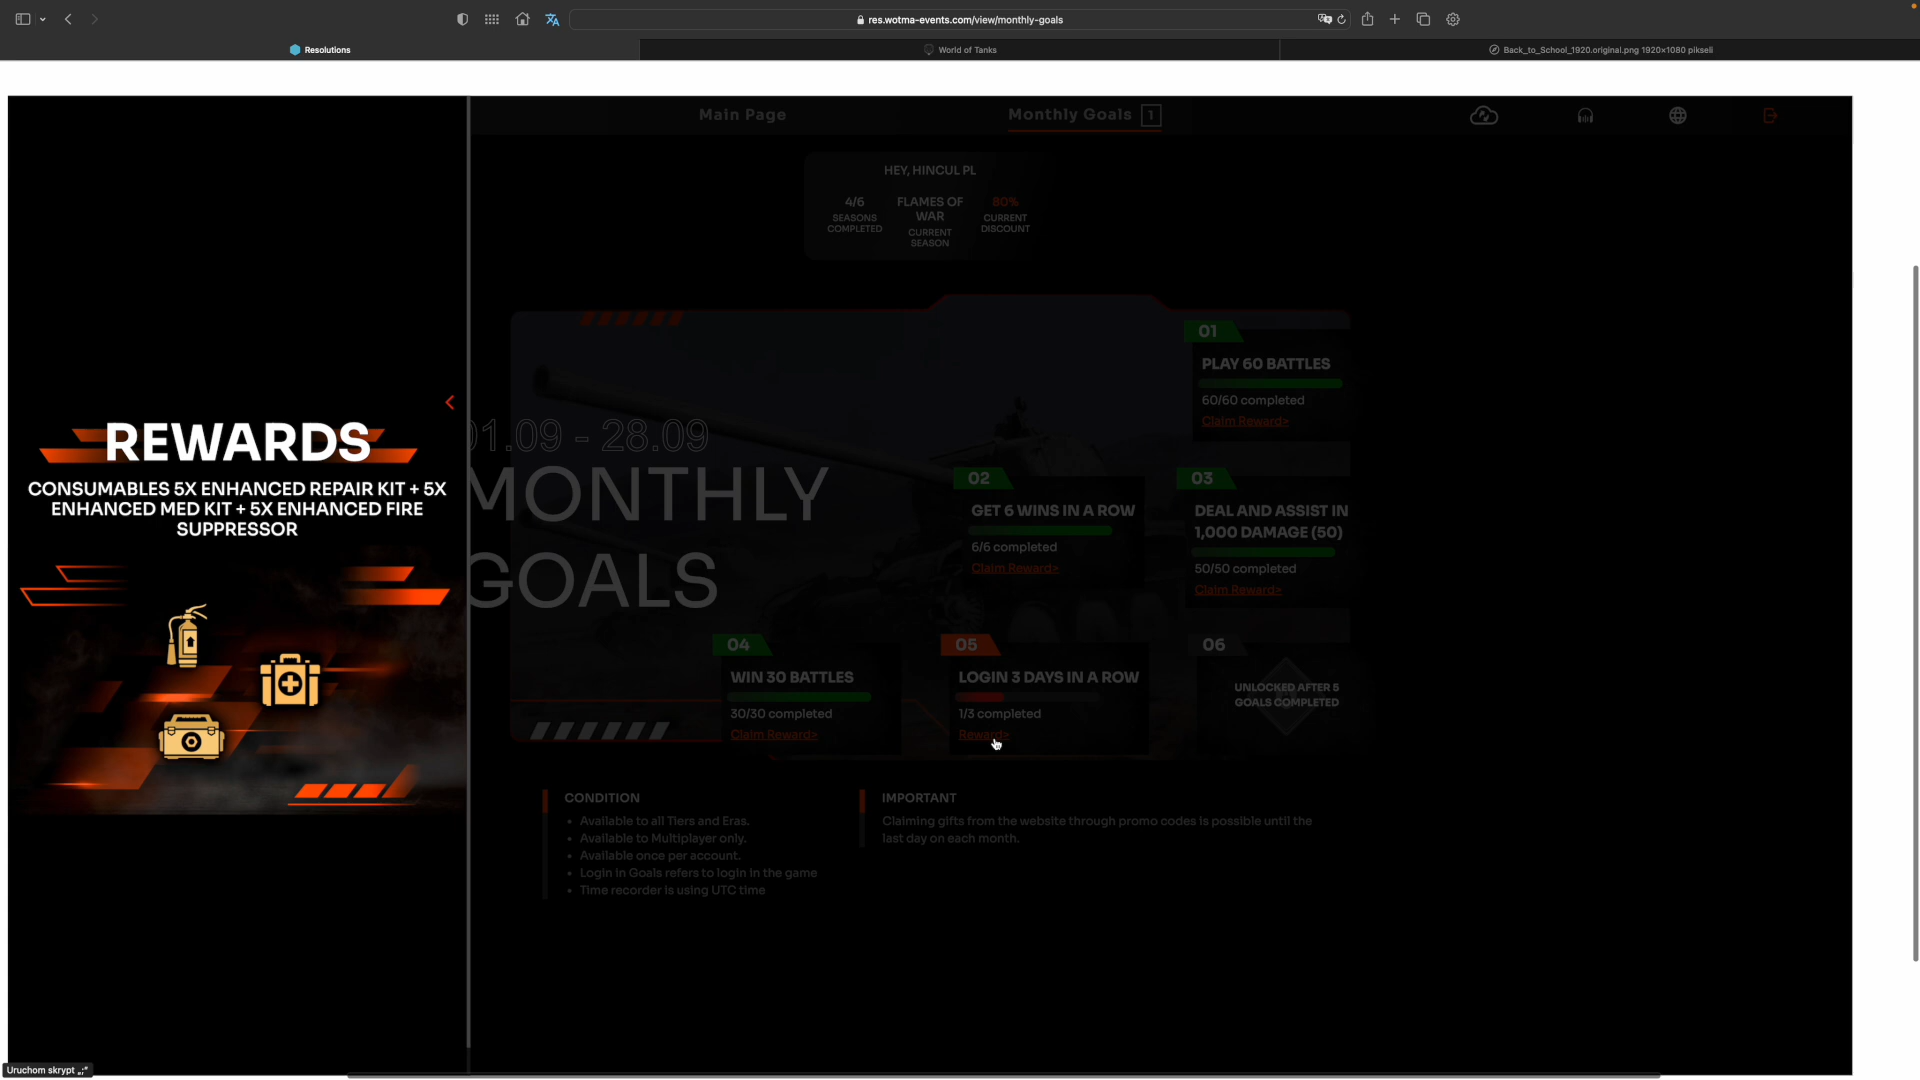 res.wotma-events.com/view/monthly-goals
Resolutions
World of Tanks
Back_to_School_1920.original.png 1920×1080 pikseli
Main Page
Monthly Goals 1
HEY, HINCUL PL
4/6
SEASONS
COMPLETED
FLAMES OF
WAR
CURRENT
SEASON
80%
CURRENT
DISCOUNT
REWARDS
CONSUMABLES 5X ENHANCED REPAIR KIT + 5X
ENHANCED MED KIT + 5X ENHANCED FIRE
SUPPRESSOR
01.09 - 28.09
MONTHLY
GOALS
01
PLAY 60 BATTLES
60/60 completed
Claim Reward>
02
GET 6 WINS IN A ROW
6/6 completed
Claim Reward>
03
DEAL AND ASSIST IN
1,000 DAMAGE (50)
50/50 completed
Claim Reward>
04
WIN 30 BATTLES
30/30 completed
Claim Reward>
05
LOGIN 3 DAYS IN A ROW
1/3 completed
Reward>
06
UNLOCKED AFTER 5
GOALS COMPLETED
CONDITION
• Available to all Tiers and Eras.
• Available to Multiplayer only.
• Available once per account.
• Login in Goals refers to login in the game
• Time recorder is using UTC time
IMPORTANT
Claiming gifts from the website through promo codes is possible until the
last day on each month.
Uruchom skrypt „;"